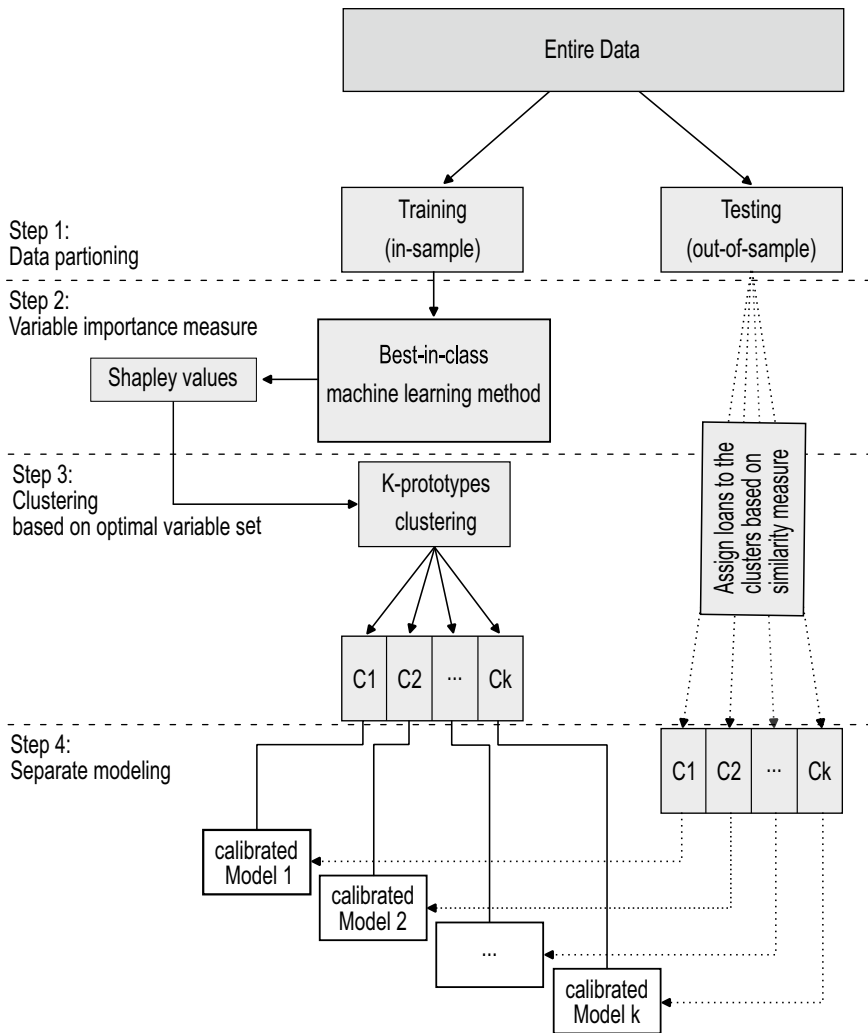 Entire Data
Training
(in-sample)
Testing
(out-of-sample)
Step 1:
Data partioning
Step 2:
Variable importance measure
Best-in-class
machine learning method
Shapley values
Assign loans to the
clusters based on
similarity measure
Step 3:
Clustering
based on optimal variable set
K-prototypes
clustering
C1 C2 ... Ck
Step 4:
Separate modeling
C1 C2 ... Ck
calibrated
Model 1
calibrated
Model 2
...
calibrated
Model k